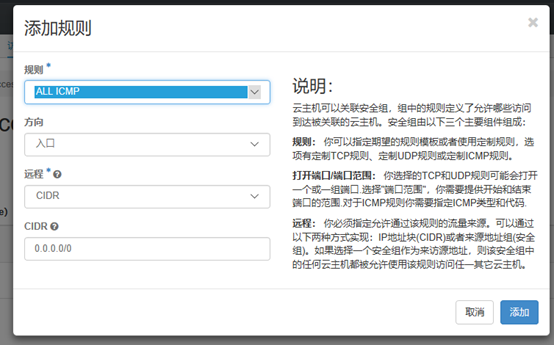 添加规则
×
规则 *
ALL ICMP
方向
入口
远程 *
CIDR
CIDR
0.0.0.0/0
说明：
云主机可以关联安全组，组中的规则定义了允许哪些访问
到达被关联的云主机。安全组由以下三个主要组件组成：
规则： 你可以指定期望的规则模板或者使用定制规则，选
项有定制TCP规则、定制UDP规则或定制ICMP规则。
打开端口/端口范围： 你选择的TCP和UDP规则可能会打开
一个或一组端口.选择"端口范围"，你需要提供开始和结束
端口的范围.对于ICMP规则你需要指定ICMP类型和代码.
远程： 你必须指定允许通过该规则的流量来源。可以通过
以下两种方式实现：IP地址块(CIDR)或者来源地址组(安全
组)。如果选择一个安全组作为来访源地址，则该安全组中
的任何云主机都被允许使用该规则访问任一其它云主机。
取消
添加